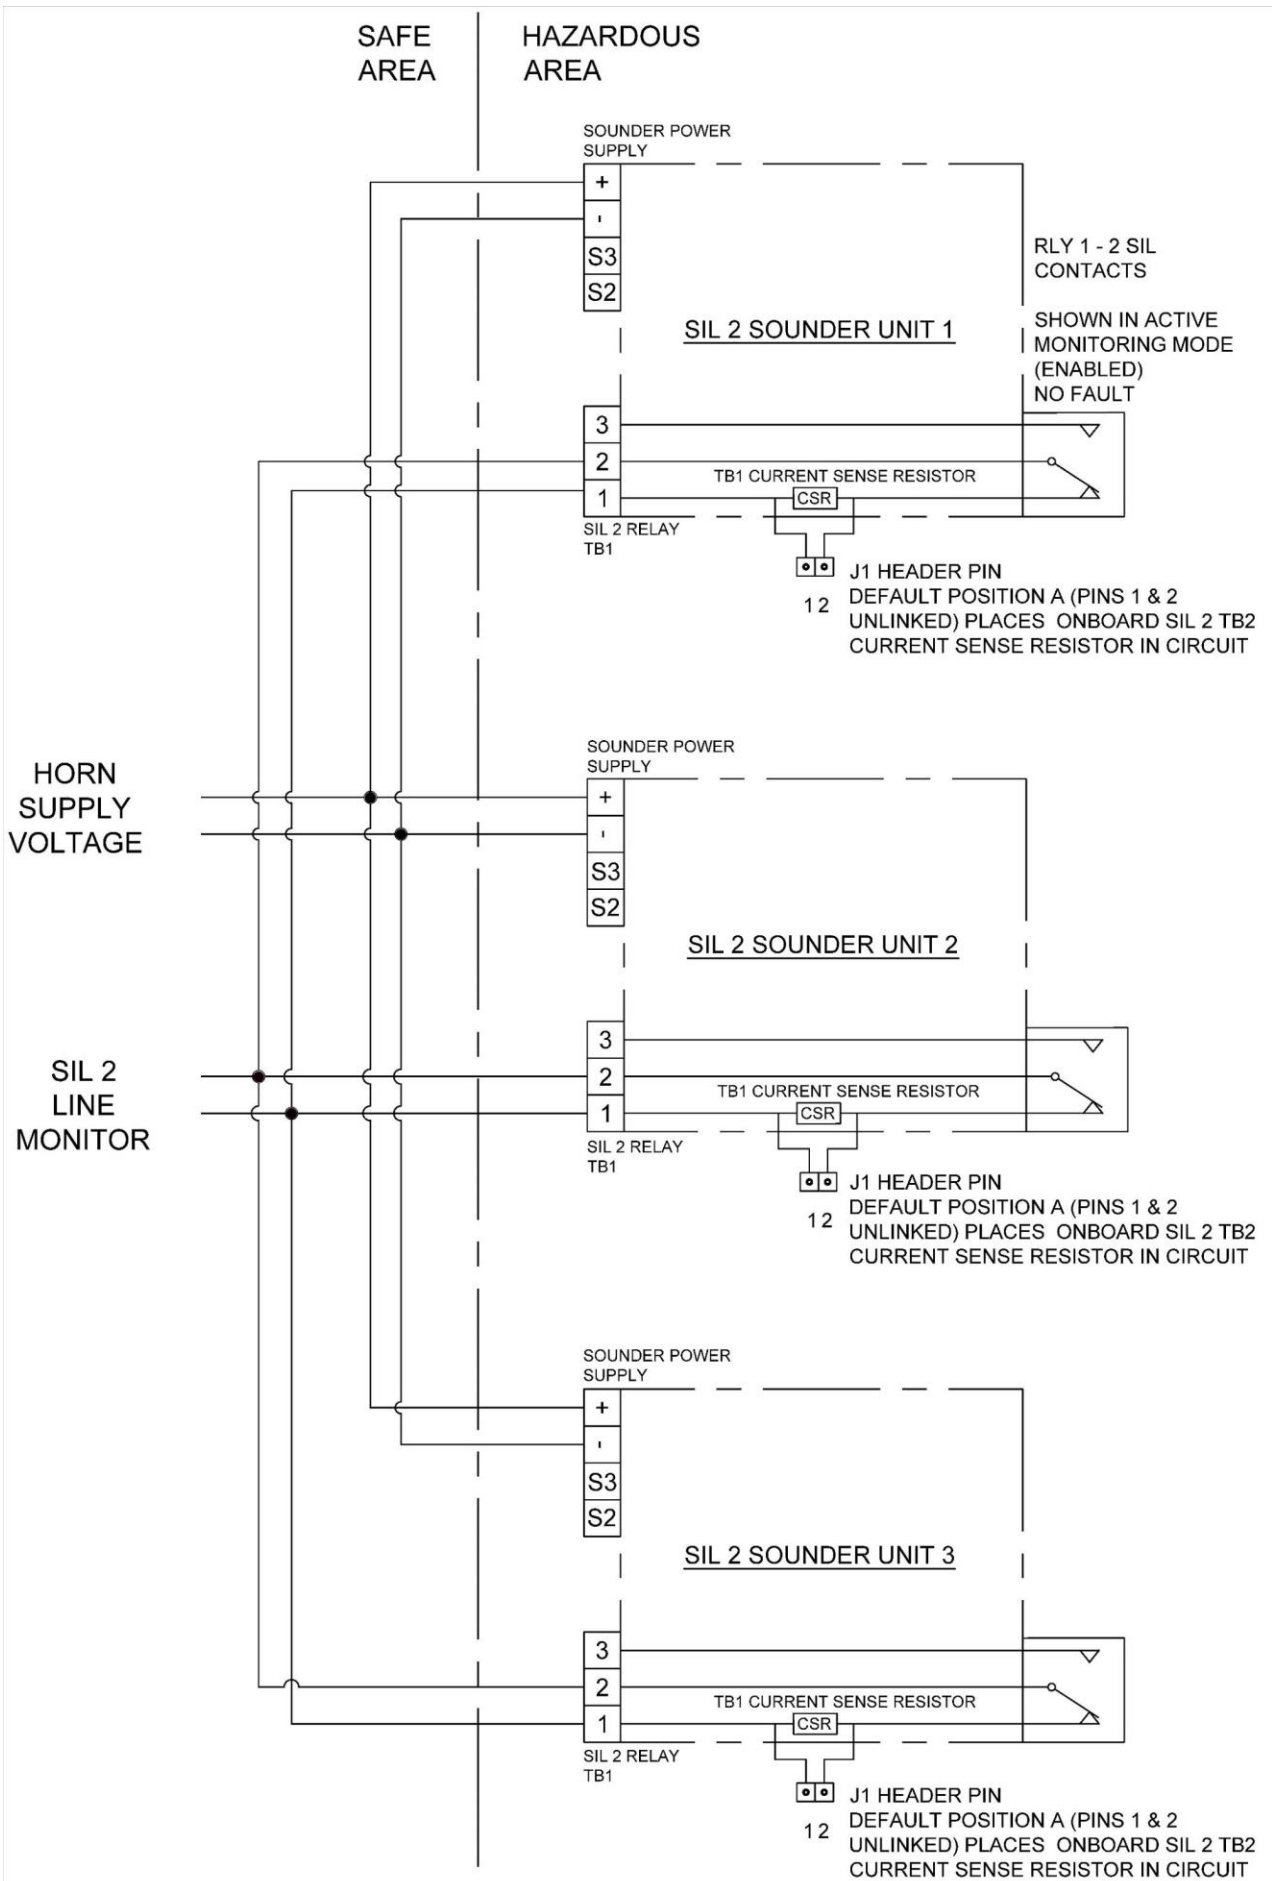 SAFE
AREA
HAZARDOUS
AREA
SOUNDER POWER
SUPPLY
+
-
S3
S2
SIL 2 SOUNDER UNIT 1
RLY 1 - 2 SIL
CONTACTS
SHOWN IN ACTIVE
MONITORING MODE
(ENABLED)
NO FAULT
3
2
1
TB1 CURRENT SENSE RESISTOR
CSR
SIL 2 RELAY
TB1
1 2
J1 HEADER PIN
DEFAULT POSITION A (PINS 1 & 2
UNLINKED) PLACES ONBOARD SIL 2 TB2
CURRENT SENSE RESISTOR IN CIRCUIT
HORN
SUPPLY
VOLTAGE
SOUNDER POWER
SUPPLY
+
-
S3
S2
SIL 2 SOUNDER UNIT 2
SIL 2
LINE
MONITOR
3
2
1
TB1 CURRENT SENSE RESISTOR
CSR
SIL 2 RELAY
TB1
1 2
J1 HEADER PIN
DEFAULT POSITION A (PINS 1 & 2
UNLINKED) PLACES ONBOARD SIL 2 TB2
CURRENT SENSE RESISTOR IN CIRCUIT
SOUNDER POWER
SUPPLY
+
-
S3
S2
SIL 2 SOUNDER UNIT 3
3
2
1
TB1 CURRENT SENSE RESISTOR
CSR
SIL 2 RELAY
TB1
1 2
J1 HEADER PIN
DEFAULT POSITION A (PINS 1 & 2
UNLINKED) PLACES ONBOARD SIL 2 TB2
CURRENT SENSE RESISTOR IN CIRCUIT